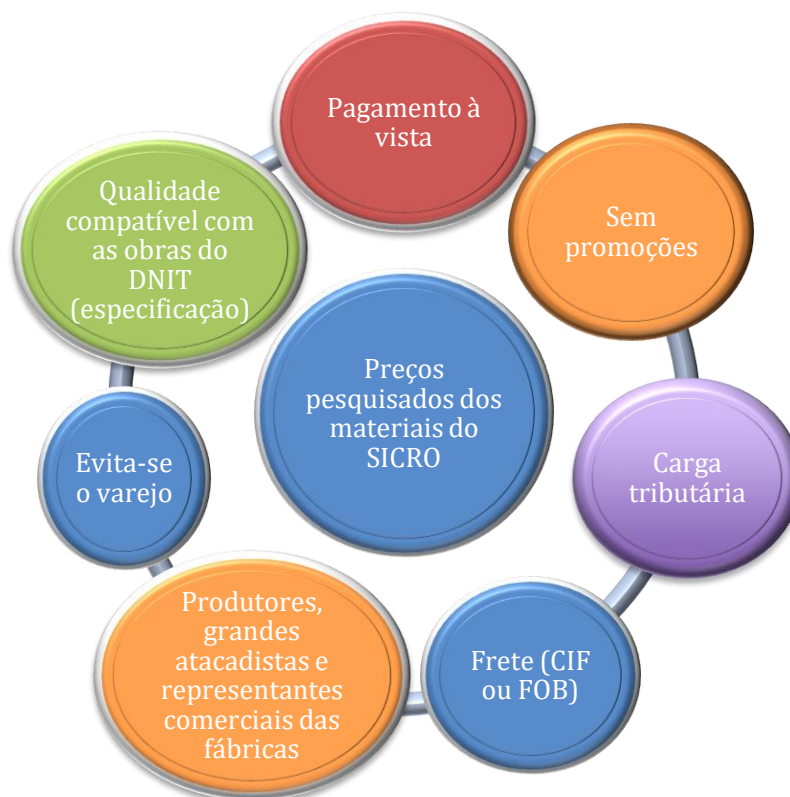 Pagamento à
vista
Sem
promoções
Carga
tributária
Frete (CIF
ou FOB)
Produtores,
grandes
atacadistas e
representantes
comerciais das
fábricas
Evita-se
o varejo
Qualidade
compatível com
as obras do
DNIT
(especificação)
Preços
pesquisados dos
materiais do
SICRO